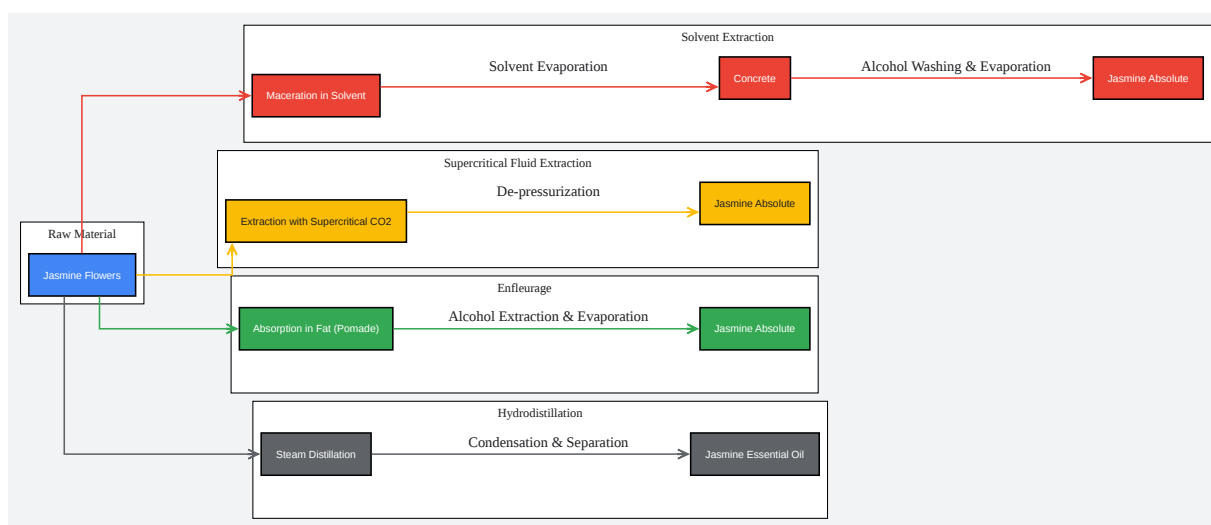 Solvent Extraction
Maceration in Solvent
Solvent Evaporation
Concrete
Alcohol Washing & Evaporation
Jasmine Absolute
Supercritical Fluid Extraction
Extraction with Supercritical CO2
De-pressurization
Jasmine Absolute
Raw Material
Jasmine Flowers
Enfleurage
Absorption in Fat (Pomade)
Alcohol Extraction & Evaporation
Jasmine Absolute
Hydrodistillation
Steam Distillation
Condensation & Separation
Jasmine Essential Oil